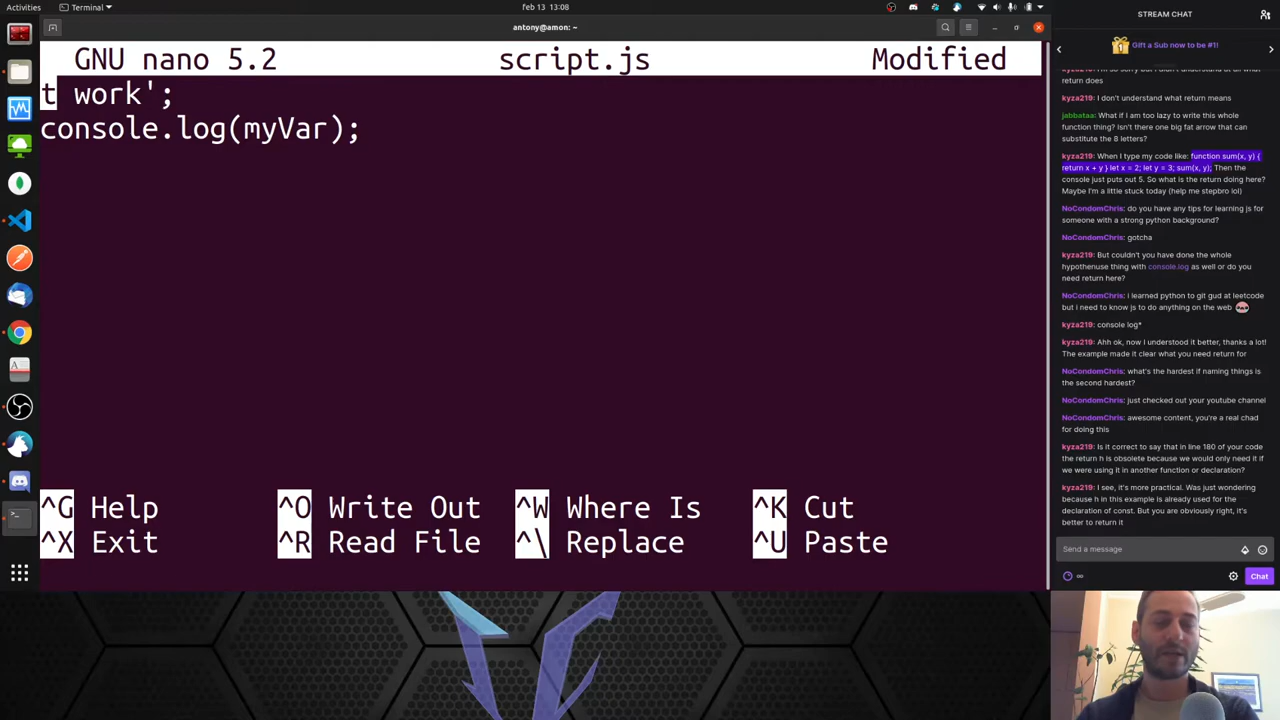 Activities
Terminal
feb 13 13:08
antony@amon: ~
GNU nano 5.2 script.js Modified
t work';
console.log(myVar);
^G Help ^O Write Out ^W Where Is ^K Cut
^X Exit ^R Read File ^\ Replace ^U Paste
STREAM CHAT
Gift a Sub now to be #1!
return does
kyza219: I don't understand what return means
jabbataa: What if I am too lazy to write this whole
function thing? Isn't there one big fat arrow that can
substitute the 8 letters?
kyza219: When I type my code like: function sum(x, y) {
return x + y } let x = 2; let y = 3; sum(x, y); Then the
console just puts out 5. So what is the return doing here?
Maybe I'm a little stuck today (help me stepbro lol)
NoCondomChris: do you have any tips for learning js for
someone with a strong python background?
NoCondomChris: gotcha
kyza219: But couldn't you have done the whole
hypothenuse thing with console.log as well or do you
need return here?
NoCondomChris: i learned python to git gud at leetcode
but i need to know js to do anything on the web
kyza219: console log*
kyza219: Ahh ok, now I understood it better, thanks a lot!
The example made it clear what you need return for
NoCondomChris: what's the hardest if naming things is
the second hardest?
NoCondomChris: just checked out your youtube channel
NoCondomChris: awesome content, you're a real chad
for doing this
kyza219: Is it correct to say that in line 180 of your code
the return h is obsolete because we would only need it if
we were using it in another function or declaration?
kyza219: I see, it's more practical. Was just wondering
because h in this example is already used for the
declaration of const. But you are obviously right, it's
better to return it
Send a message
∞
Chat